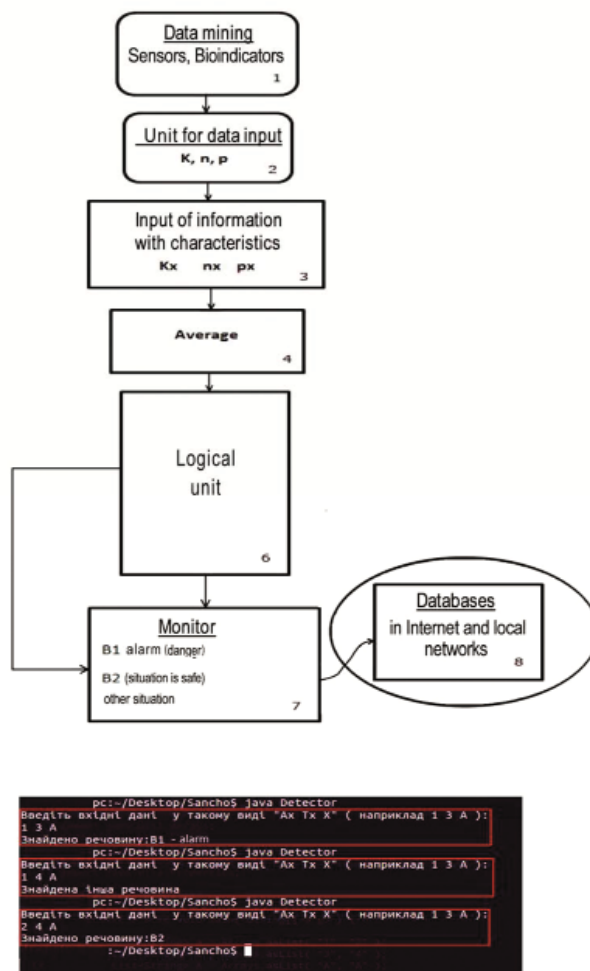 Data mining
Sensors, Bioindicators
1
Unit for data input
K, n, p
2
Input of information
with characteristics
Kx nx px
3
Average
4
Logical
unit
6
Monitor
B1 alarm (danger)
B2 (situation is safe)
other situation
7
Databases
in Internet and local
networks
8
pc:~/Desktop/Sancho$ java Detector
Введіть вхідні дані у такому виді "Ax Tx X" ( наприклад 1 3 A ):
1 3 A
Знайдено речовину:B1 - alarm
pc:~/Desktop/Sancho$ java Detector
Введіть вхідні дані у такому виді "Ax Tx X" ( наприклад 1 3 A ):
1 4 A
Знайдена інша речовина
pc:~/Desktop/Sancho$ java Detector
Введіть вхідні дані у такому виді "Ax Tx X" ( наприклад 1 3 A ):
2 4 A
Знайдено речовину:B2
:~/Desktop/Sancho$